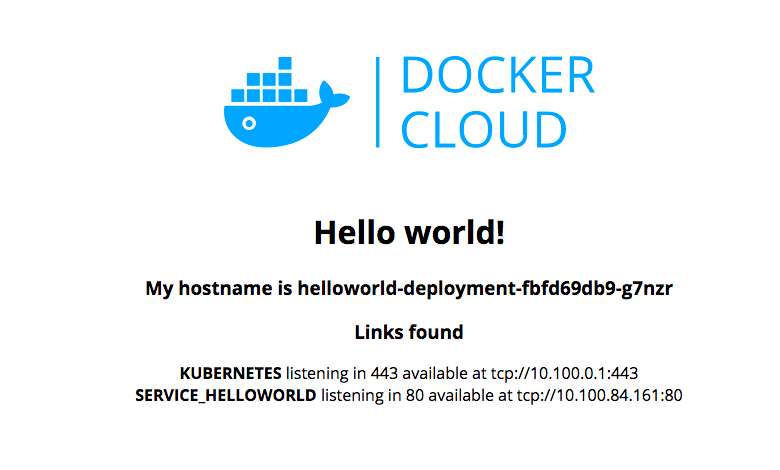 DOCKER
CLOUD
Hello world!
My hostname is helloworld-deployment-fbfd69db9-g7nzr
Links found
KUBERNETES listening in 443 available at tcp://10.100.0.1:443
SERVICE_HELLOWORLD listening in 80 available at tcp://10.100.84.161:80